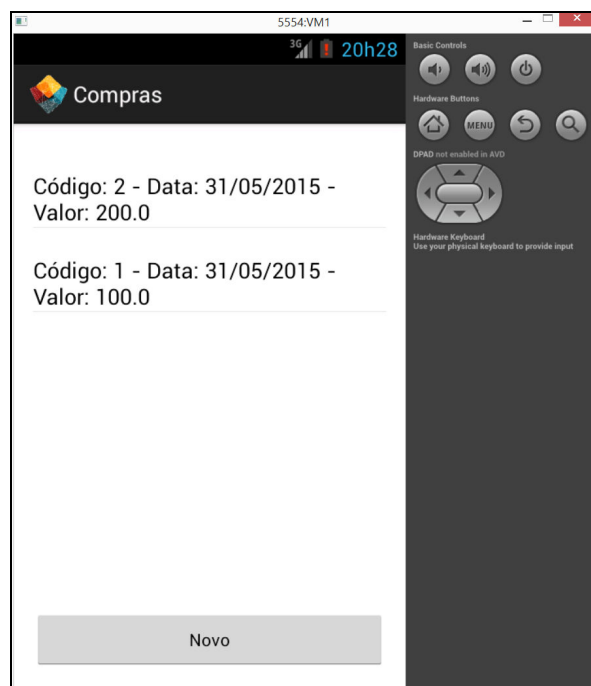 5554:VM1
3G 20h28
Compras
Código: 2 - Data: 31/05/2015 -
Valor: 200.0
Código: 1 - Data: 31/05/2015 -
Valor: 100.0
Novo
Basic Controls
Hardware Buttons
MENU
DPAD not enabled in AVD
Hardware Keyboard
Use your physical keyboard to provide input